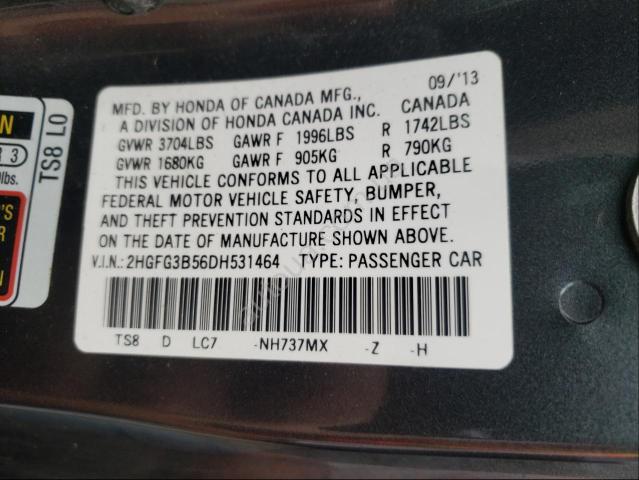 09/'13
MFD. BY HONDA OF CANADA MFG.,
A DIVISION OF HONDA CANADA INC. CANADA
GVWR 3704LBS GAWR F 1996LBS R 1742LBS
GVWR 1680KG GAWR F 905KG R 790KG
THIS VEHICLE CONFORMS TO ALL APPLICABLE
FEDERAL MOTOR VEHICLE SAFETY, BUMPER,
AND THEFT PREVENTION STANDARDS IN EFFECT
ON THE DATE OF MANUFACTURE SHOWN ABOVE.
V.I.N.: 2HGFG3B56DH531464 TYPE: PASSENGER CAR
TS8 D LC7 -NH737MX -Z -H
TS8 L0
3
lbs.